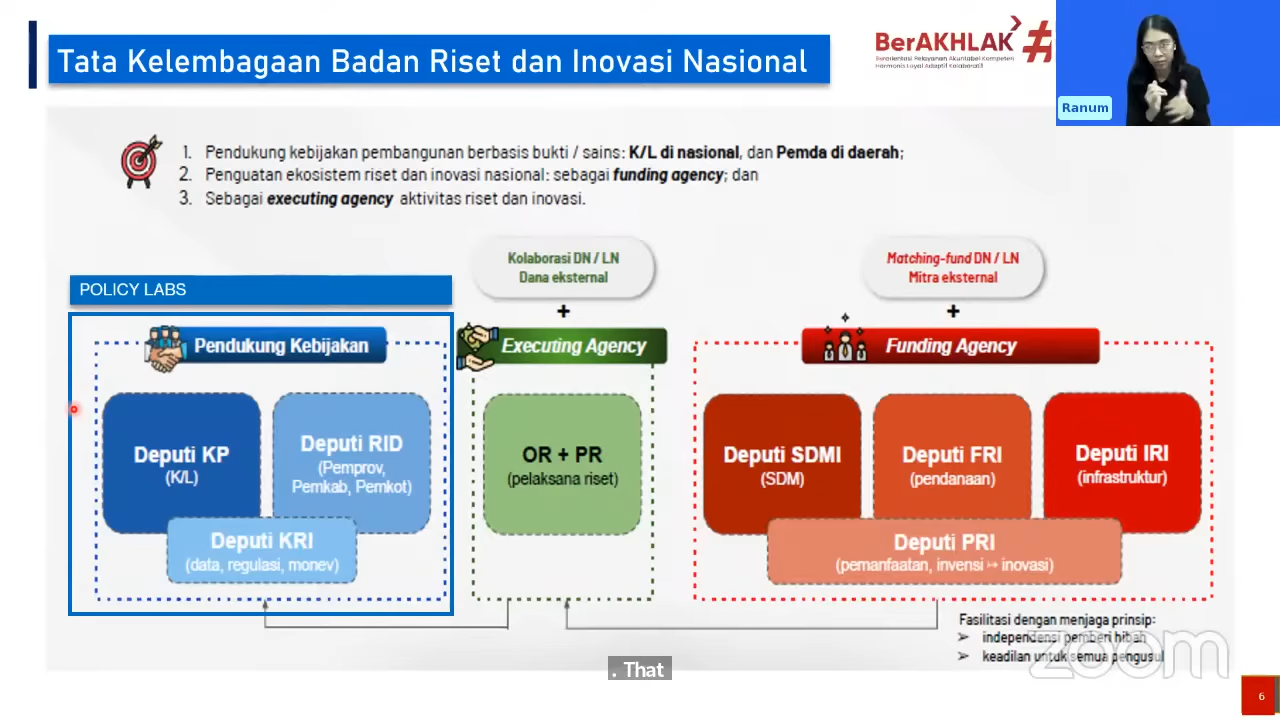 Tata Kelembagaan Badan Riset dan Inovasi Nasional
BerAKHLAK #
Berorientasi Pelayanan Akuntabel Kompeten
Harmonis Loyal Adaptif Kolaboratif
Ranum
1. Pendukung kebijakan pembangunan berbasis bukti / sains: K/L di nasional, dan Pemda di daerah;
2. Penguatan ekosistem riset dan inovasi nasional: sebagai funding agency; dan
3. Sebagai executing agency aktivitas riset dan inovasi.
Kolaborasi DN / LN
Dana eksternal
+
Matching-fund DN / LN
Mitra eksternal
+
POLICY LABS
Pendukung Kebijakan
Executing Agency
Funding Agency
Deputi KP
(K/L)
Deputi RID
(Pemprov,
Pemkab, Pemkot)
Deputi KRI
(data, regulasi, monev)
OR + PR
(pelaksana riset)
Deputi SDMI
(SDM)
Deputi FRI
(pendanaan)
Deputi IRI
(infrastruktur)
Deputi PRI
(pemanfaatan, invensi ↦ inovasi)
Fasilitasi dengan menjaga prinsip:
➢ independensi pemberi hibah
➢ keadilan untuk semua pengusul
zoom
. That
6